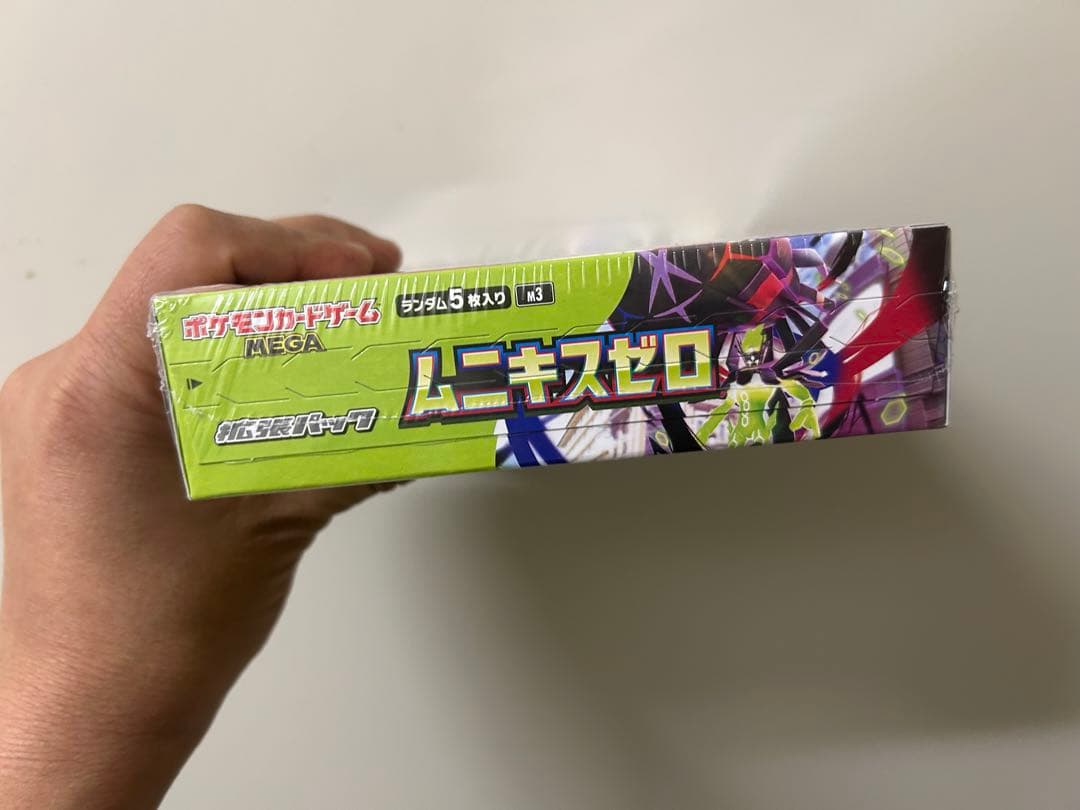 ポケモンカードゲーム
MEGA
ランダム5枚入り
M3
ムニキスゼロ
拡張パック